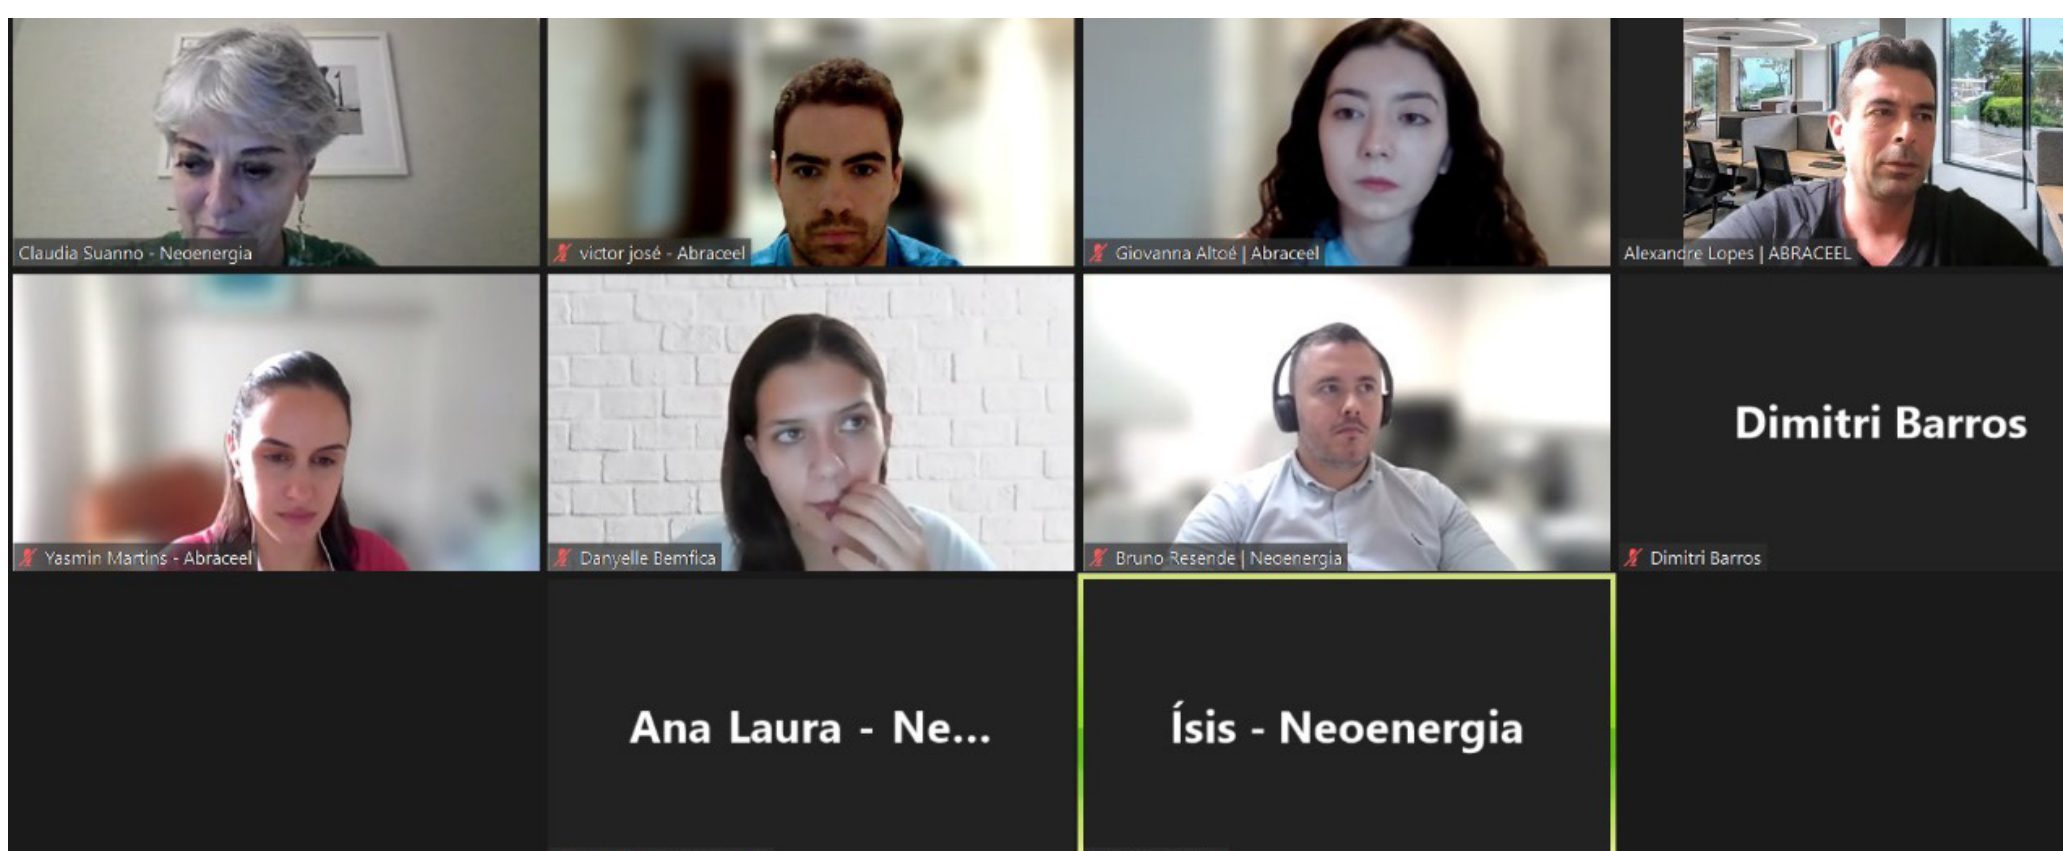 Claudia Suanno - Neoenergia
victor josé - Abraceel
Giovanna Altoé | Abraceel
Alexandre Lopes | ABRACEEL
Yasmin Martins - Abraceel
Danyelle Bemfica
Bruno Resende | Neoenergia
Dimitri Barros
Dimitri Barros
Ana Laura - Ne...
Ísis - Neoenergia